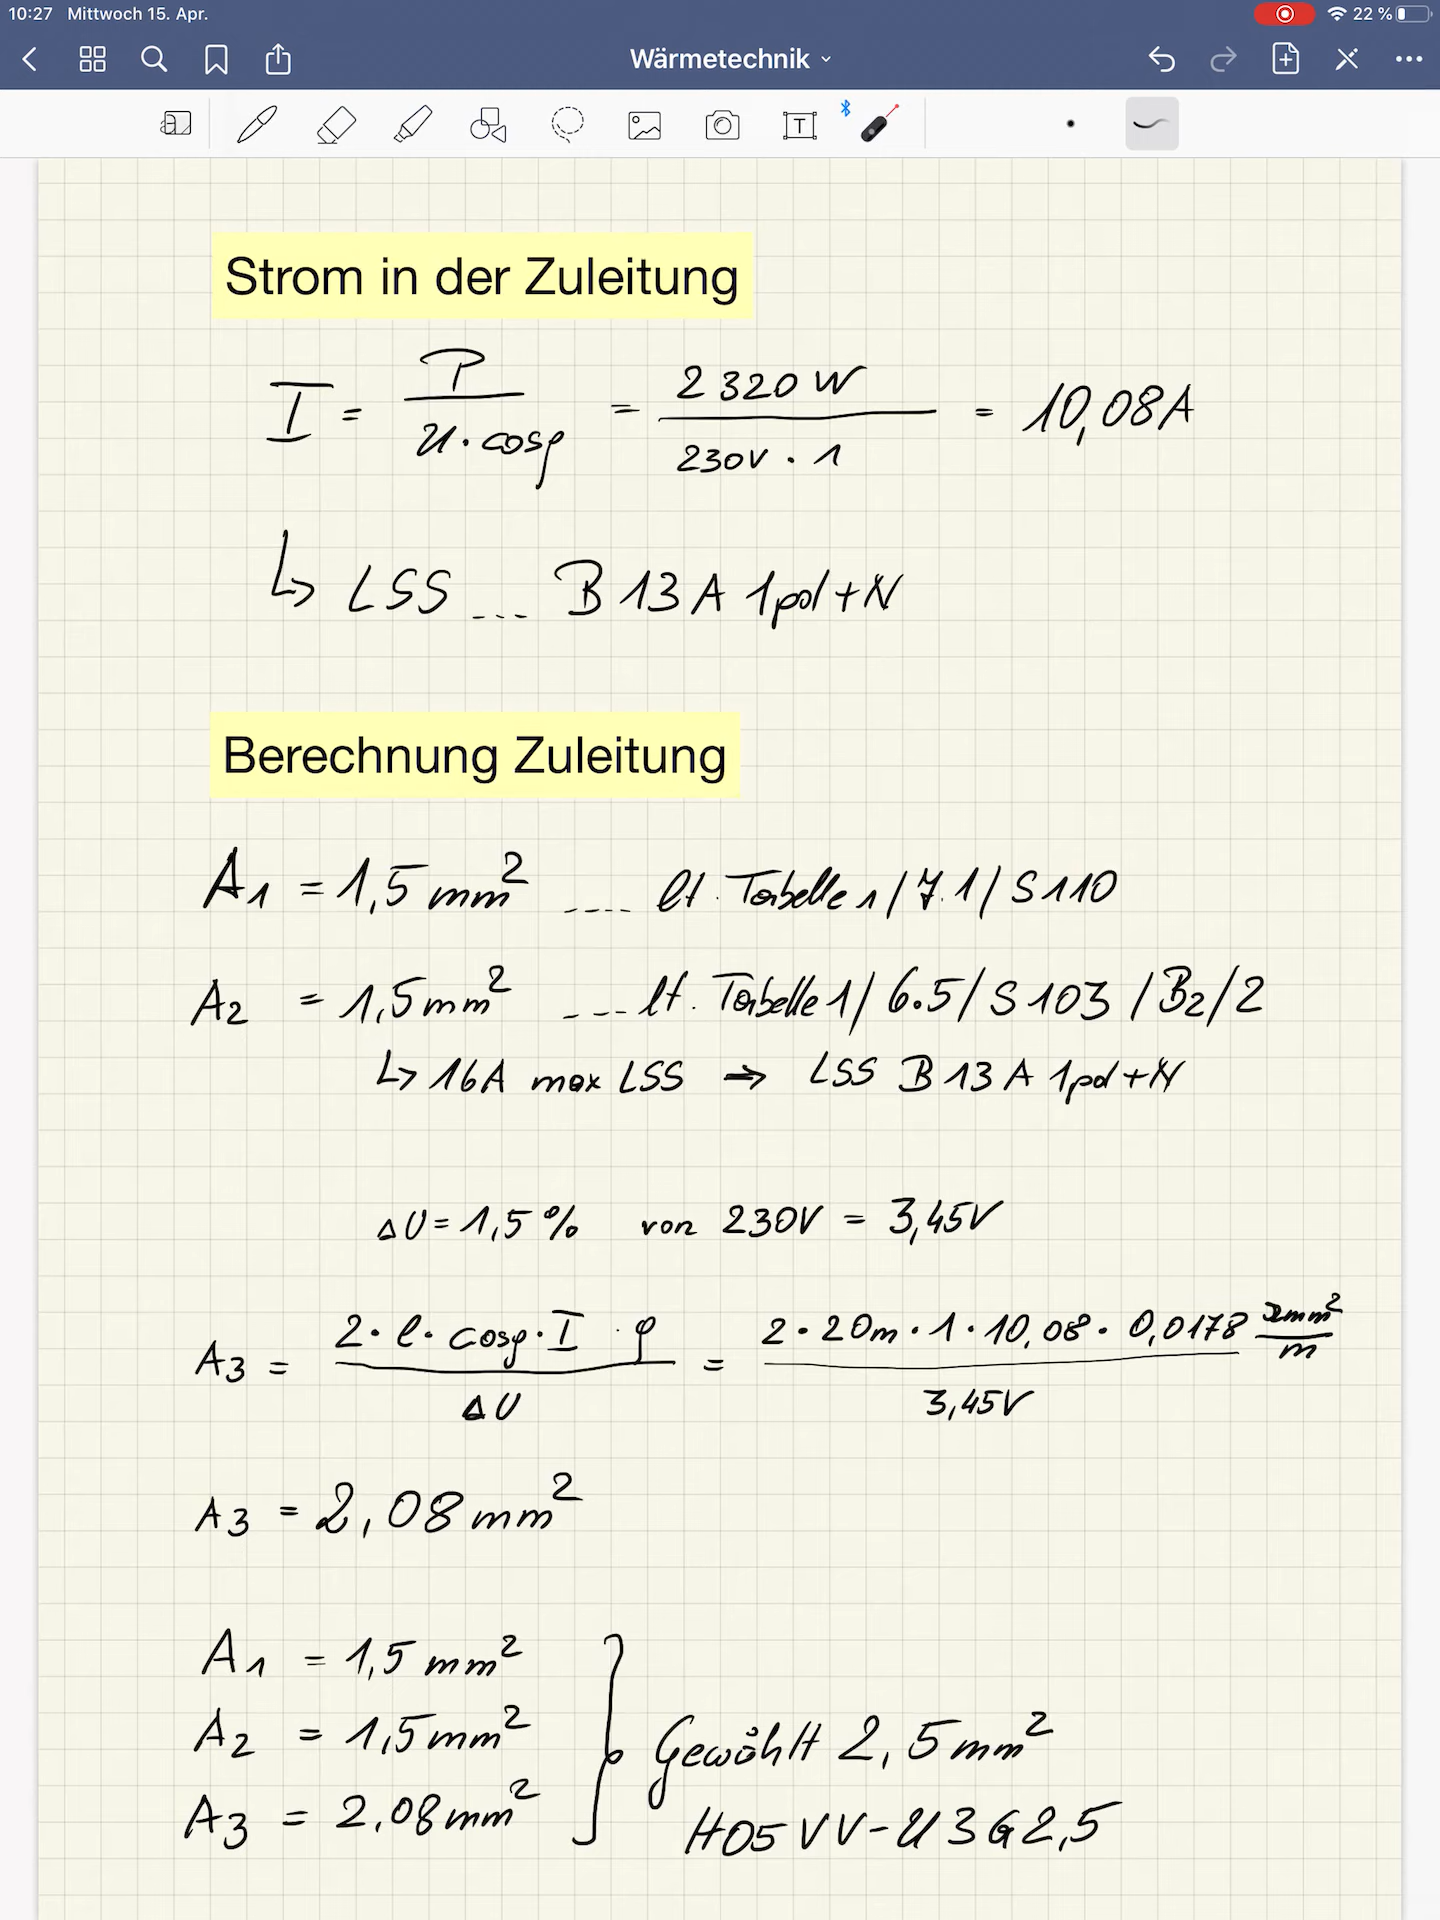 10:27 Mittwoch 15. Apr. 22 %
Wärmetechnik
T
Strom in der Zuleitung
I = P / U · cosφ = 2320 W / 230V · 1 = 10,08A
↳ LSS ... B 13 A 1pol+N
Berechnung Zuleitung
A1 = 1,5 mm² .... lt. Tabelle 1/7.1/S110
A2 = 1,5 mm² ... lt. Tabelle 1/6.5/S103/B2/2
↳ 16A max LSS ⇒ LSS B 13 A 1pol+N
ΔU = 1,5 % von 230V = 3,45V
A3 = 2 · l · cosφ · I · ρ / ΔU = 2 · 20m · 1 · 10,08 · 0,0178 Ωmm²/m / 3,45V
A3 = 2,08 mm²
A1 = 1,5 mm²
A2 = 1,5 mm²
Gewählt 2,5 mm²
A3 = 2,08 mm²
H05 VV-U 3 G 2,5